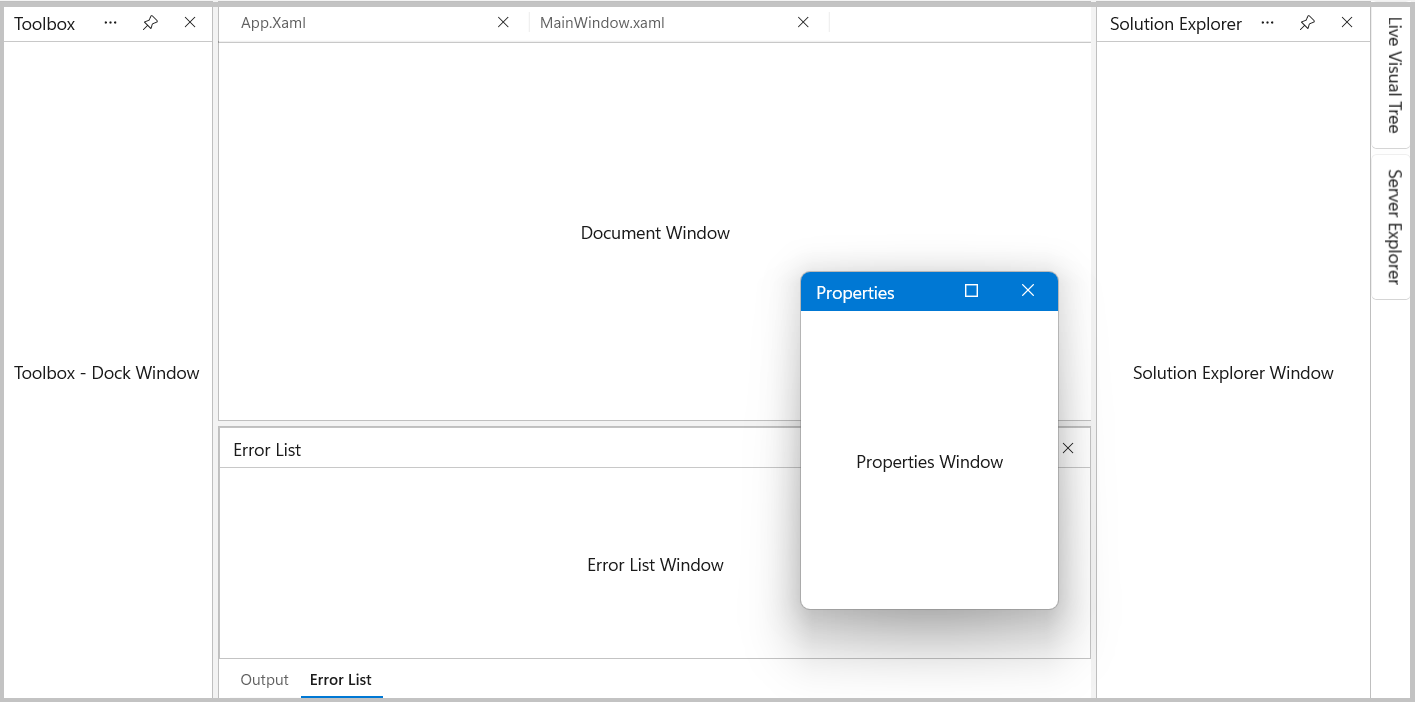 Toolbox
App.Xaml
MainWindow.xaml
Solution Explorer
Live Visual Tree
Server Explorer
Document Window
Properties
Toolbox - Dock Window
Solution Explorer Window
Error List
Properties Window
Error List Window
Output
Error List